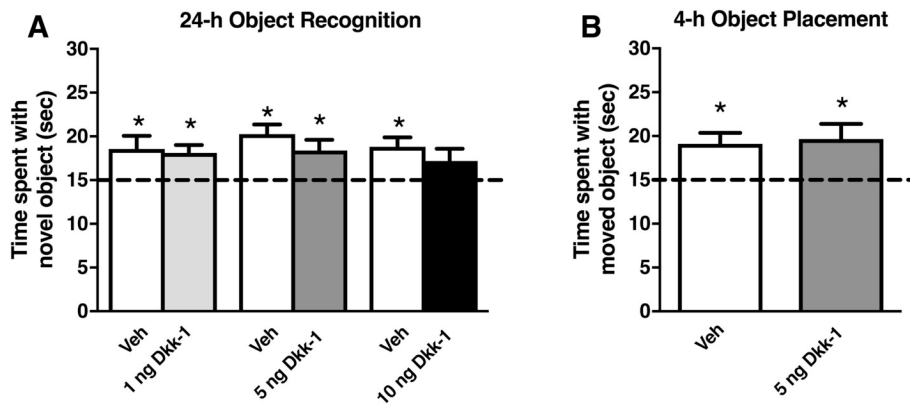 A
24-h Object Recognition
Time spent with
novel object (sec)
30
25
20
15
10
5
0
* * * * *
Veh
1 ng Dkk-1
Veh
5 ng Dkk-1
Veh
10 ng Dkk-1
B
4-h Object Placement
Time spent with
moved object (sec)
30
25
20
15
10
5
0
* *
Veh
5 ng Dkk-1